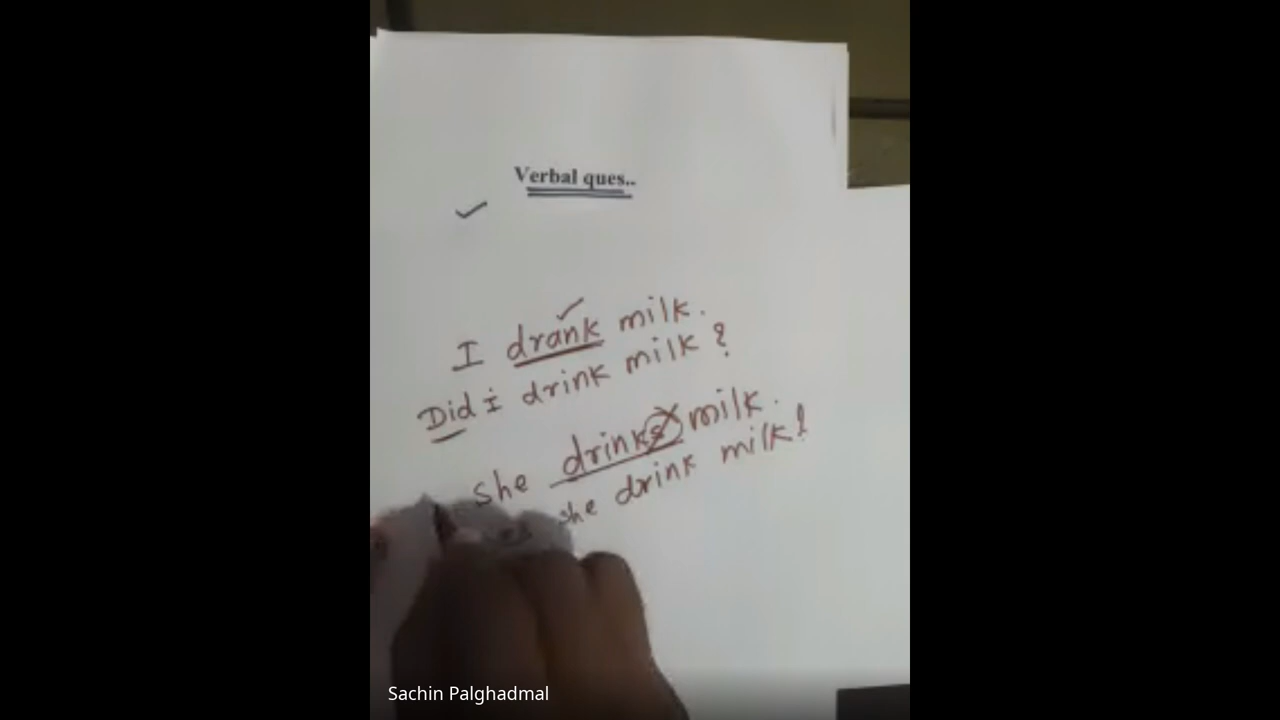 Verbal ques..
I drank milk.
Did i drink milk?
She drinks milk.
she drink milk?
Sachin Palghadmal